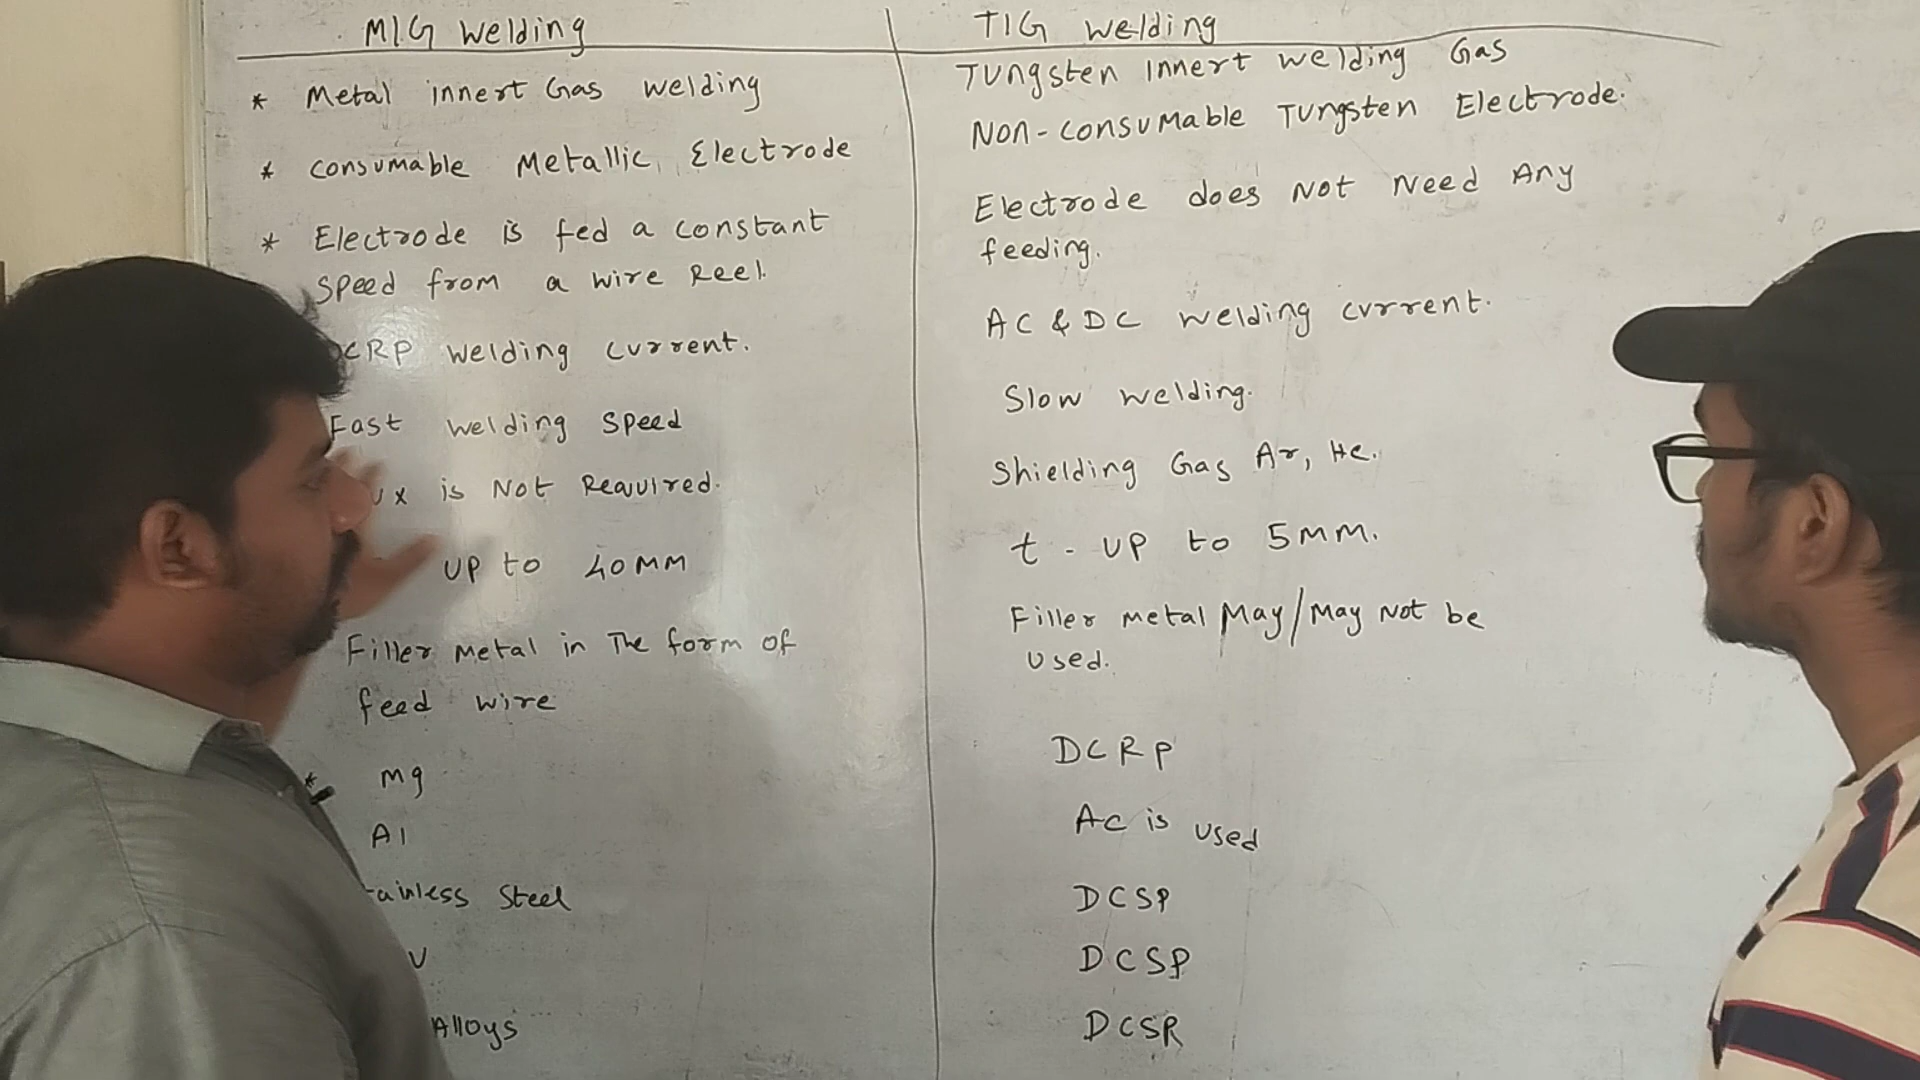 MIG Welding
* Metal innert Gas welding
* consumable Metallic Electrode
* Electrode is fed a constant
speed from a wire Reel.
DCRP welding current.
Fast welding speed
is Not Required.
UP to 40MM
Filler metal in The form of
feed wire
* Mg
Al
Steel
Alloys
TIG welding
Tungsten Innert welding Gas
NON-consumable Tungsten Electrode.
Electrode does Not Need Any
feeding.
AC & DC welding current.
Slow welding.
Shielding Gas Ar, He.
t - UP to 5MM.
Filler metal May/May Not be
Used.
DCRP
Ac is used
DCSP
DCSP
DCSR